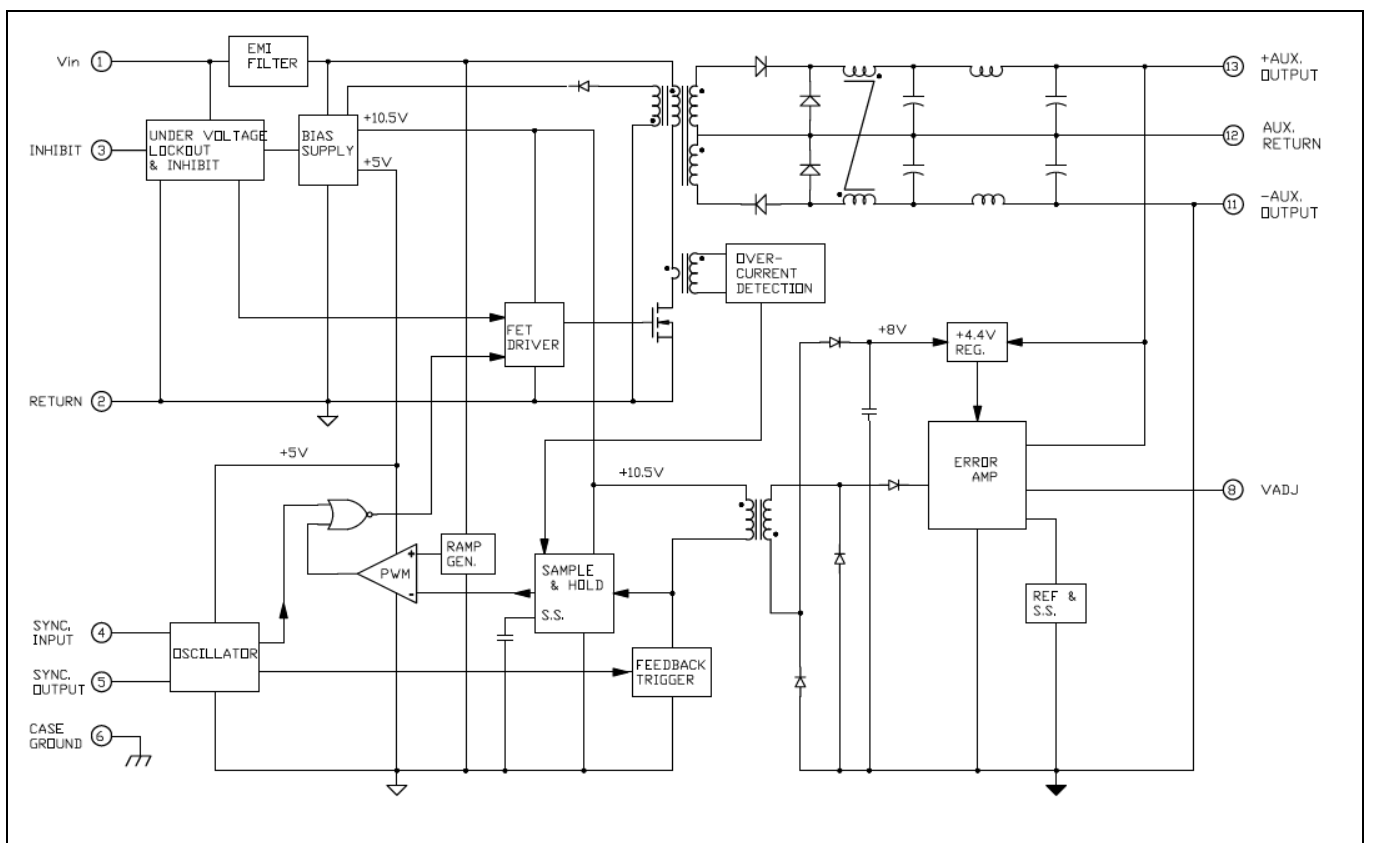 EMI
FILTER
Vin
1
13
+AUX.
OUTPUT
+10.5V
UNDER VOLTAGE
LOCKOUT
& INHIBIT
BIAS
SUPPLY
INHIBIT
3
12
AUX.
RETURN
+5V
11
-AUX.
OUTPUT
OVER-
CURRENT
DETECTION
FET
DRIVER
+8V
+4.4V
REG.
RETURN
2
+5V
+10.5V
ERROR
AMP
8
VADJ
RAMP
GEN.
+
PWM
-
SAMPLE
& HOLD
S.S.
REF &
S.S.
SYNC.
INPUT
4
OSCILLATOR
SYNC.
OUTPUT
5
FEEDBACK
TRIGGER
CASE
GROUND
6